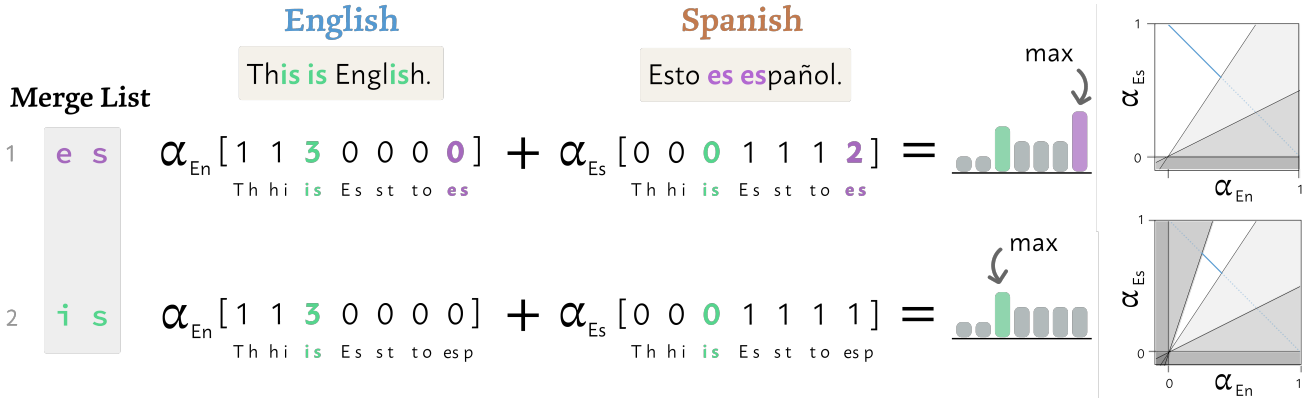 English Spanish
This is English. Esto es español.
max
Merge List
1 e s α En [ 1 1 3 0 0 0 0 ] + α Es [ 0 0 0 1 1 1 2 ] =
Th hi is Es st to es Th hi is Es st to es
1
α Es
0
α En 1
max
2 i s α En [ 1 1 3 0 0 0 0 ] + α Es [ 0 0 0 1 1 1 1 ] =
Th hi is Es st to esp Th hi is Es st to esp
1
α Es
0
0 α En 1